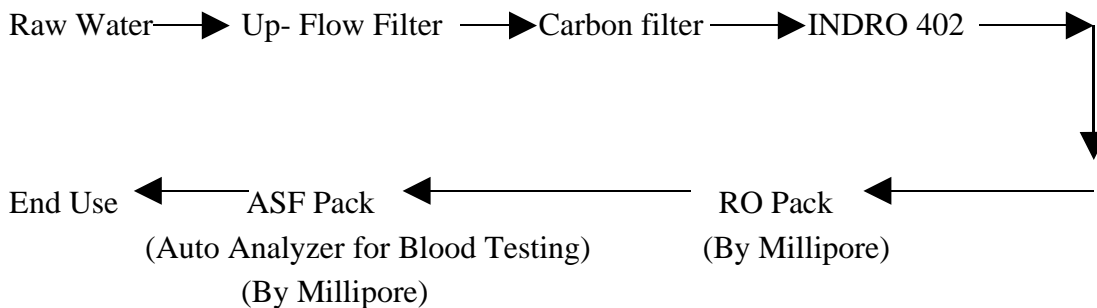 Raw Water Up- Flow Filter Carbon filter INDRO 402
End Use ASF Pack RO Pack
(Auto Analyzer for Blood Testing) (By Millipore)
(By Millipore)